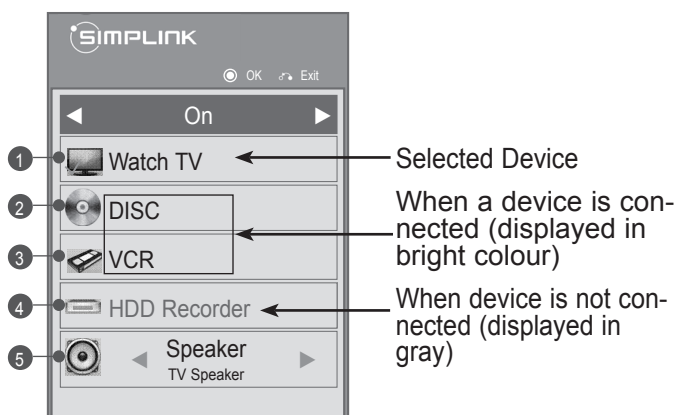 SIMPLINK
OK Exit
On
1 Watch TV
Selected Device
2 DISC
When a device is con-
nected (displayed in
bright colour)
3 VCR
4 HDD Recorder
When device is not con-
nected (displayed in
gray)
5 Speaker
TV Speaker